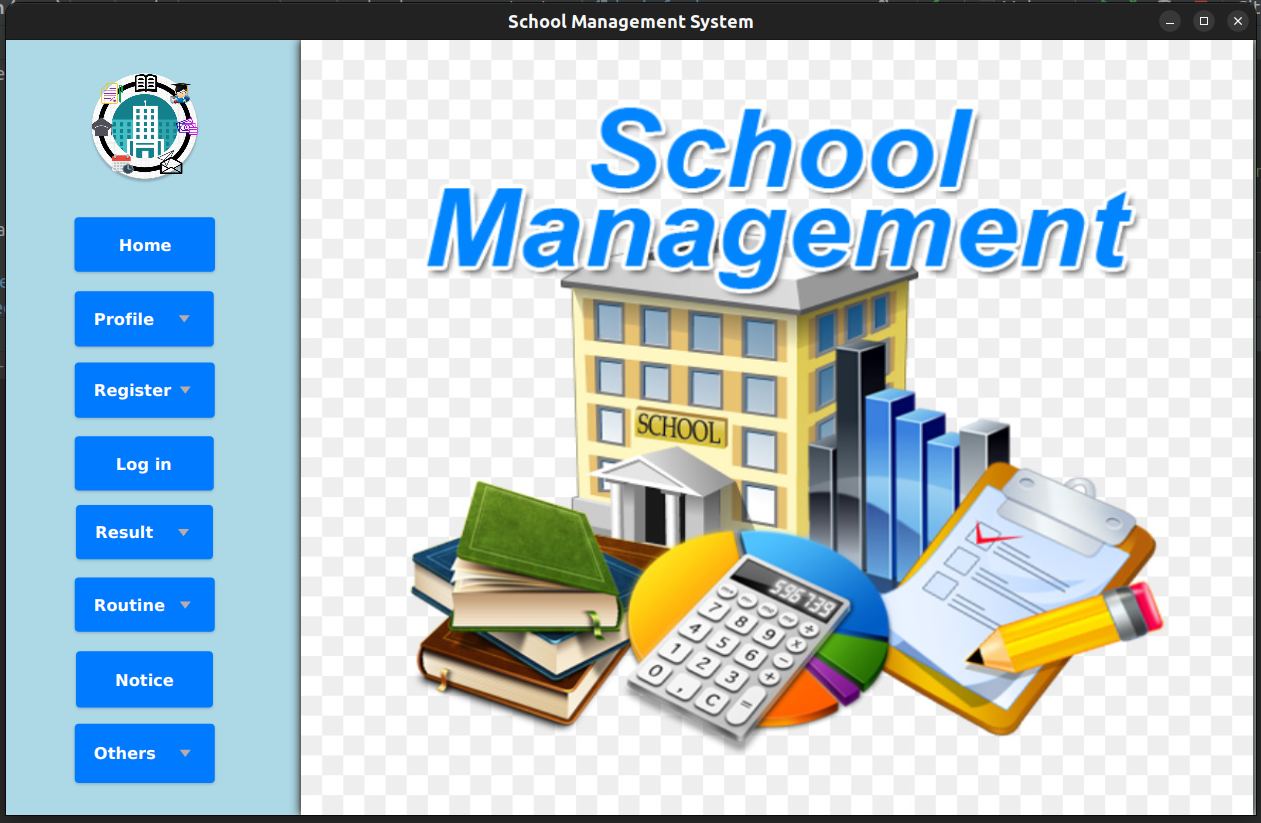 School Management System
Home
Profile
Register
Log in
Result
Routine
Notice
Others
School
Management
SCHOOL
596739
7 8 9
4 5 6 ×
1 2 3 −
0 , C = +